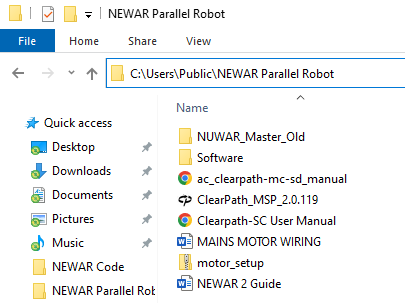 NEWAR Parallel Robot
File
Home
Share
View
C:\Users\Public\NEWAR Parallel Robot
Name
Quick access
Desktop
Downloads
Documents
Pictures
Music
NEWAR Code
NEWAR Parallel Rob
NUWAR_Master_Old
Software
ac_clearpath-mc-sd_manual
ClearPath_MSP_2.0.119
Clearpath-SC User Manual
MAINS MOTOR WIRING
motor_setup
NEWAR 2 Guide